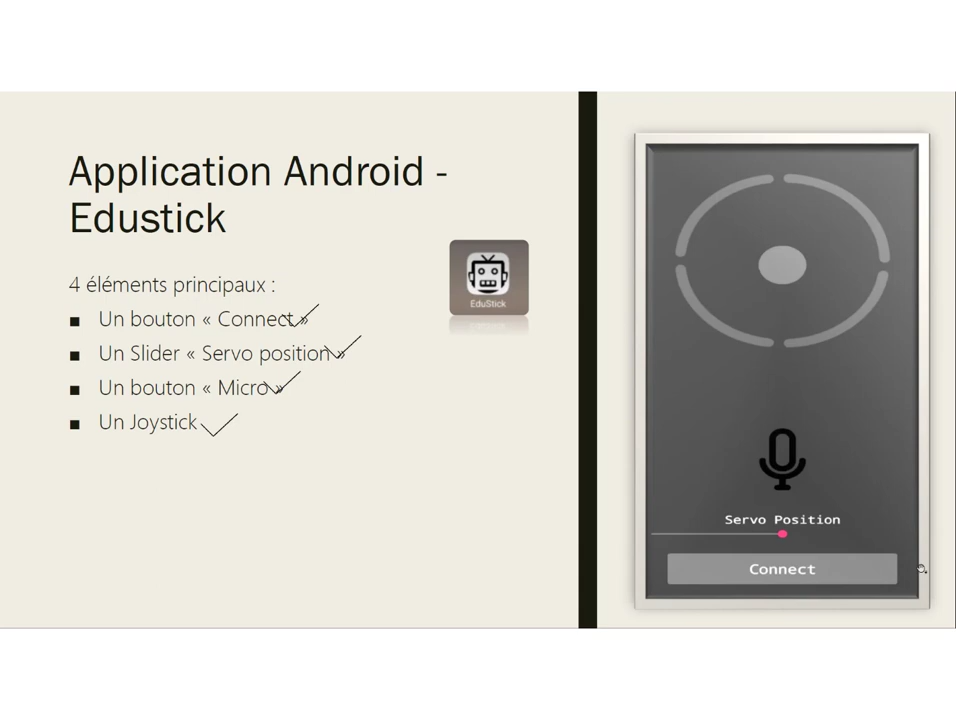 Application Android -
Edustick
EduStick
4 éléments principaux :
■ Un bouton « Connect »
■ Un Slider « Servo position »
■ Un bouton « Micro »
■ Un Joystick
Servo Position
Connect